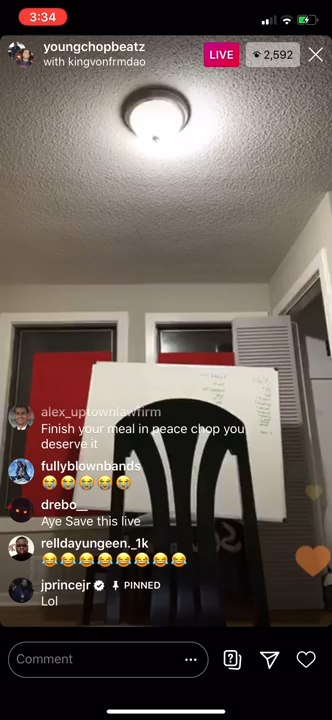 3:34
youngchopbeatz
with kingvonfrmdao
LIVE
2,592
alex_uptownlawfirm
Finish your meal in peace chop you
deserve it
fullyblownbands
😭😭😭😭😭
drebo__
Aye Save this live
relldayungeen._1k
😂😂😂😂😂😂😂😂
jprincejr PINNED
Lol
Comment